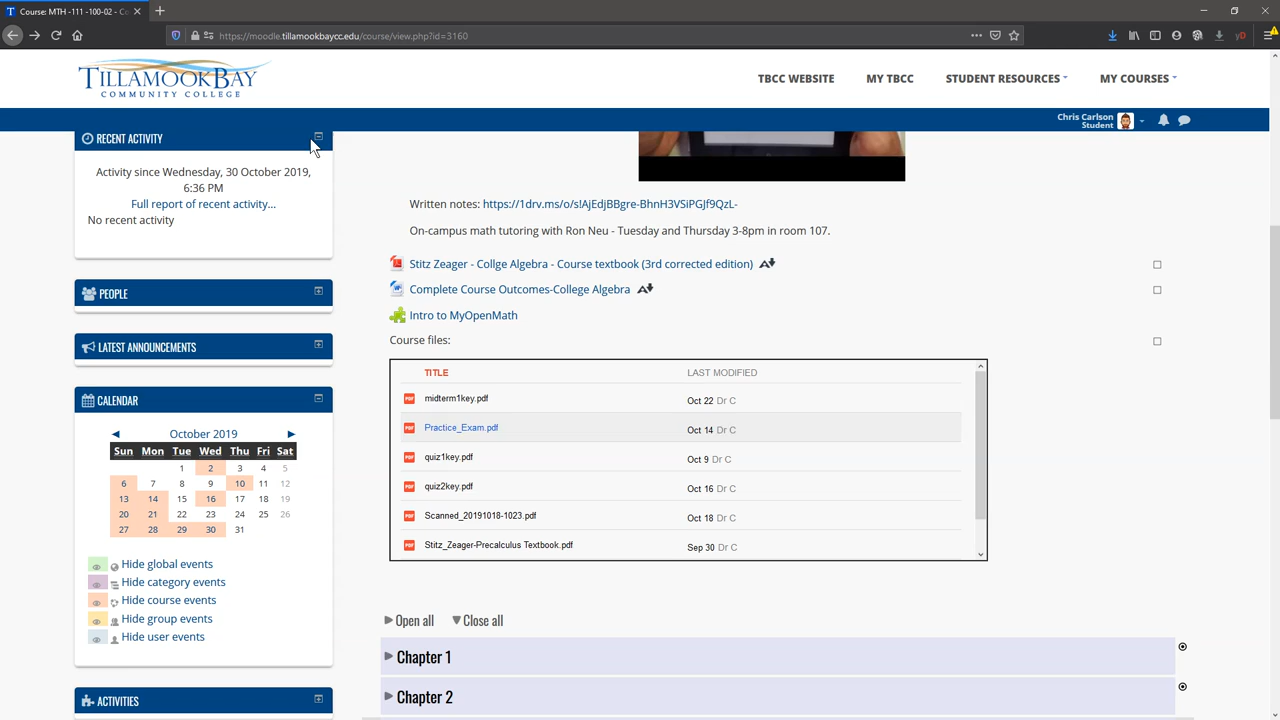 Course: MTH -111 -100-02 - Co
https://moodle.tillamookbaycc.edu/course/view.php?id=3160
TILLAMOOKBAY
COMMUNITY COLLEGE
TBCC WEBSITE
MY TBCC
STUDENT RESOURCES
MY COURSES
Chris Carlson
Student
RECENT ACTIVITY
Activity since Wednesday, 30 October 2019,
6:36 PM
Full report of recent activity...
No recent activity
PEOPLE
LATEST ANNOUNCEMENTS
CALENDAR
October 2019
Sun Mon Tue Wed Thu Fri Sat
1 2 3 4 5
6 7 8 9 10 11 12
13 14 15 16 17 18 19
20 21 22 23 24 25 26
27 28 29 30 31
Hide global events
Hide category events
Hide course events
Hide group events
Hide user events
ACTIVITIES
Written notes: https://1drv.ms/o/s!AjEdjBBgre-BhnH3VSiPGJf9QzL-
On-campus math tutoring with Ron Neu - Tuesday and Thursday 3-8pm in room 107.
Stitz Zeager - Collge Algebra - Course textbook (3rd corrected edition)
Complete Course Outcomes-College Algebra
Intro to MyOpenMath
Course files:
TITLE LAST MODIFIED
midterm1key.pdf Oct 22 Dr C
Practice_Exam.pdf Oct 14 Dr C
quiz1key.pdf Oct 9 Dr C
quiz2key.pdf Oct 16 Dr C
Scanned_20191018-1023.pdf Oct 18 Dr C
Stitz_Zeager-Precalculus Textbook.pdf Sep 30 Dr C
Open all Close all
Chapter 1
Chapter 2